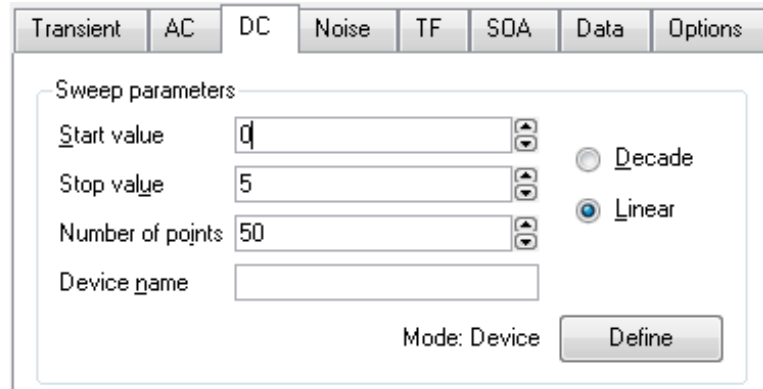 Transient AC DC Noise TF SOA Data Options
Sweep parameters
Start value 0
Decade
Stop value 5
Linear
Number of points 50
Device name
Mode: Device Define